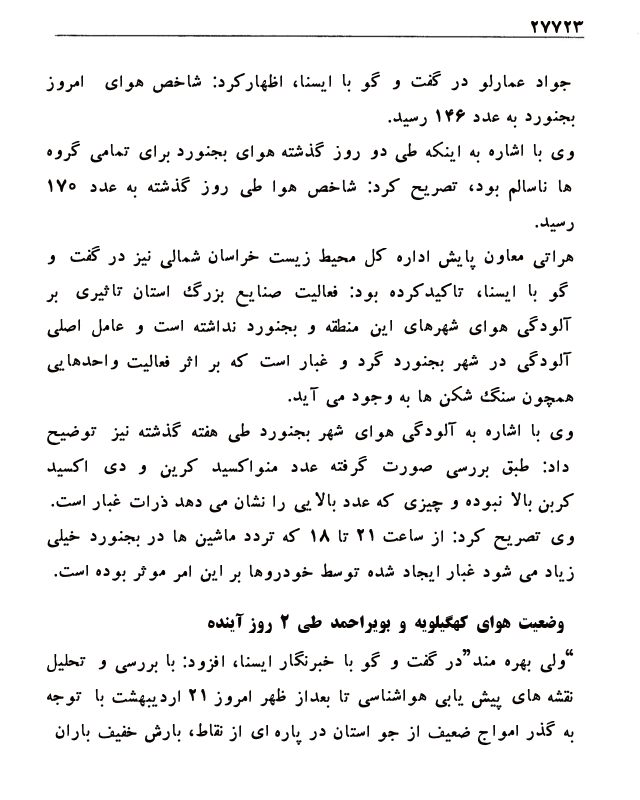 ۲۷۷۲۳
جواد عمارلو در گفت و گو با ایسنا، اظهارکرد: شاخص هوای امروز
بجنورد به عدد ۱۴۶ رسید.
وی با اشاره به اینکه طی دو روز گذشته هوای بجنورد برای تمامی گروه
ها ناسالم بود، تصریح کرد: شاخص هوا طی روز گذشته به عدد ۱۷۰
رسید.
هراتی معاون پایش اداره کل محیط زیست خراسان شمالی نیز در گفت و
گو با ایسنا، تاکیدکرده بود: فعالیت صنایع بزرگ استان تاثیری بر
آلودگی هوای شهرهای این منطقه و بجنورد نداشته است و عامل اصلی
آلودگی در شهر بجنورد گرد و غبار است که بر اثر فعالیت واحدهایی
همچون سنگ شکن ها به وجود می آید.
وی با اشاره به آلودگی هوای شهر بجنورد طی هفته گذشته نیز توضیح
داد: طبق بررسی صورت گرفته عدد منواکسید کربن و دی اکسید
کربن بالا نبوده و چیزی که عدد بالایی را نشان می دهد ذرات غبار است.
وی تصریح کرد: از ساعت ۲۱ تا ۱۸ که تردد ماشین ها در بجنورد خیلی
زیاد می شود غبار ایجاد شده توسط خودروها بر این امر موثر بوده است.
وضعیت هوای کهگیلویه و بویراحمد طی ۲ روز آینده
“ولی بهره مند”در گفت و گو با خبرنگار ایسنا، افزود: با بررسی و تحلیل
نقشه های پیش یابی هواشناسی تا بعداز ظهر امروز ۲۱ اردیبهشت با توجه
به گذر امواج ضعیف از جو استان در پاره ای از نقاط، بارش خفیف باران